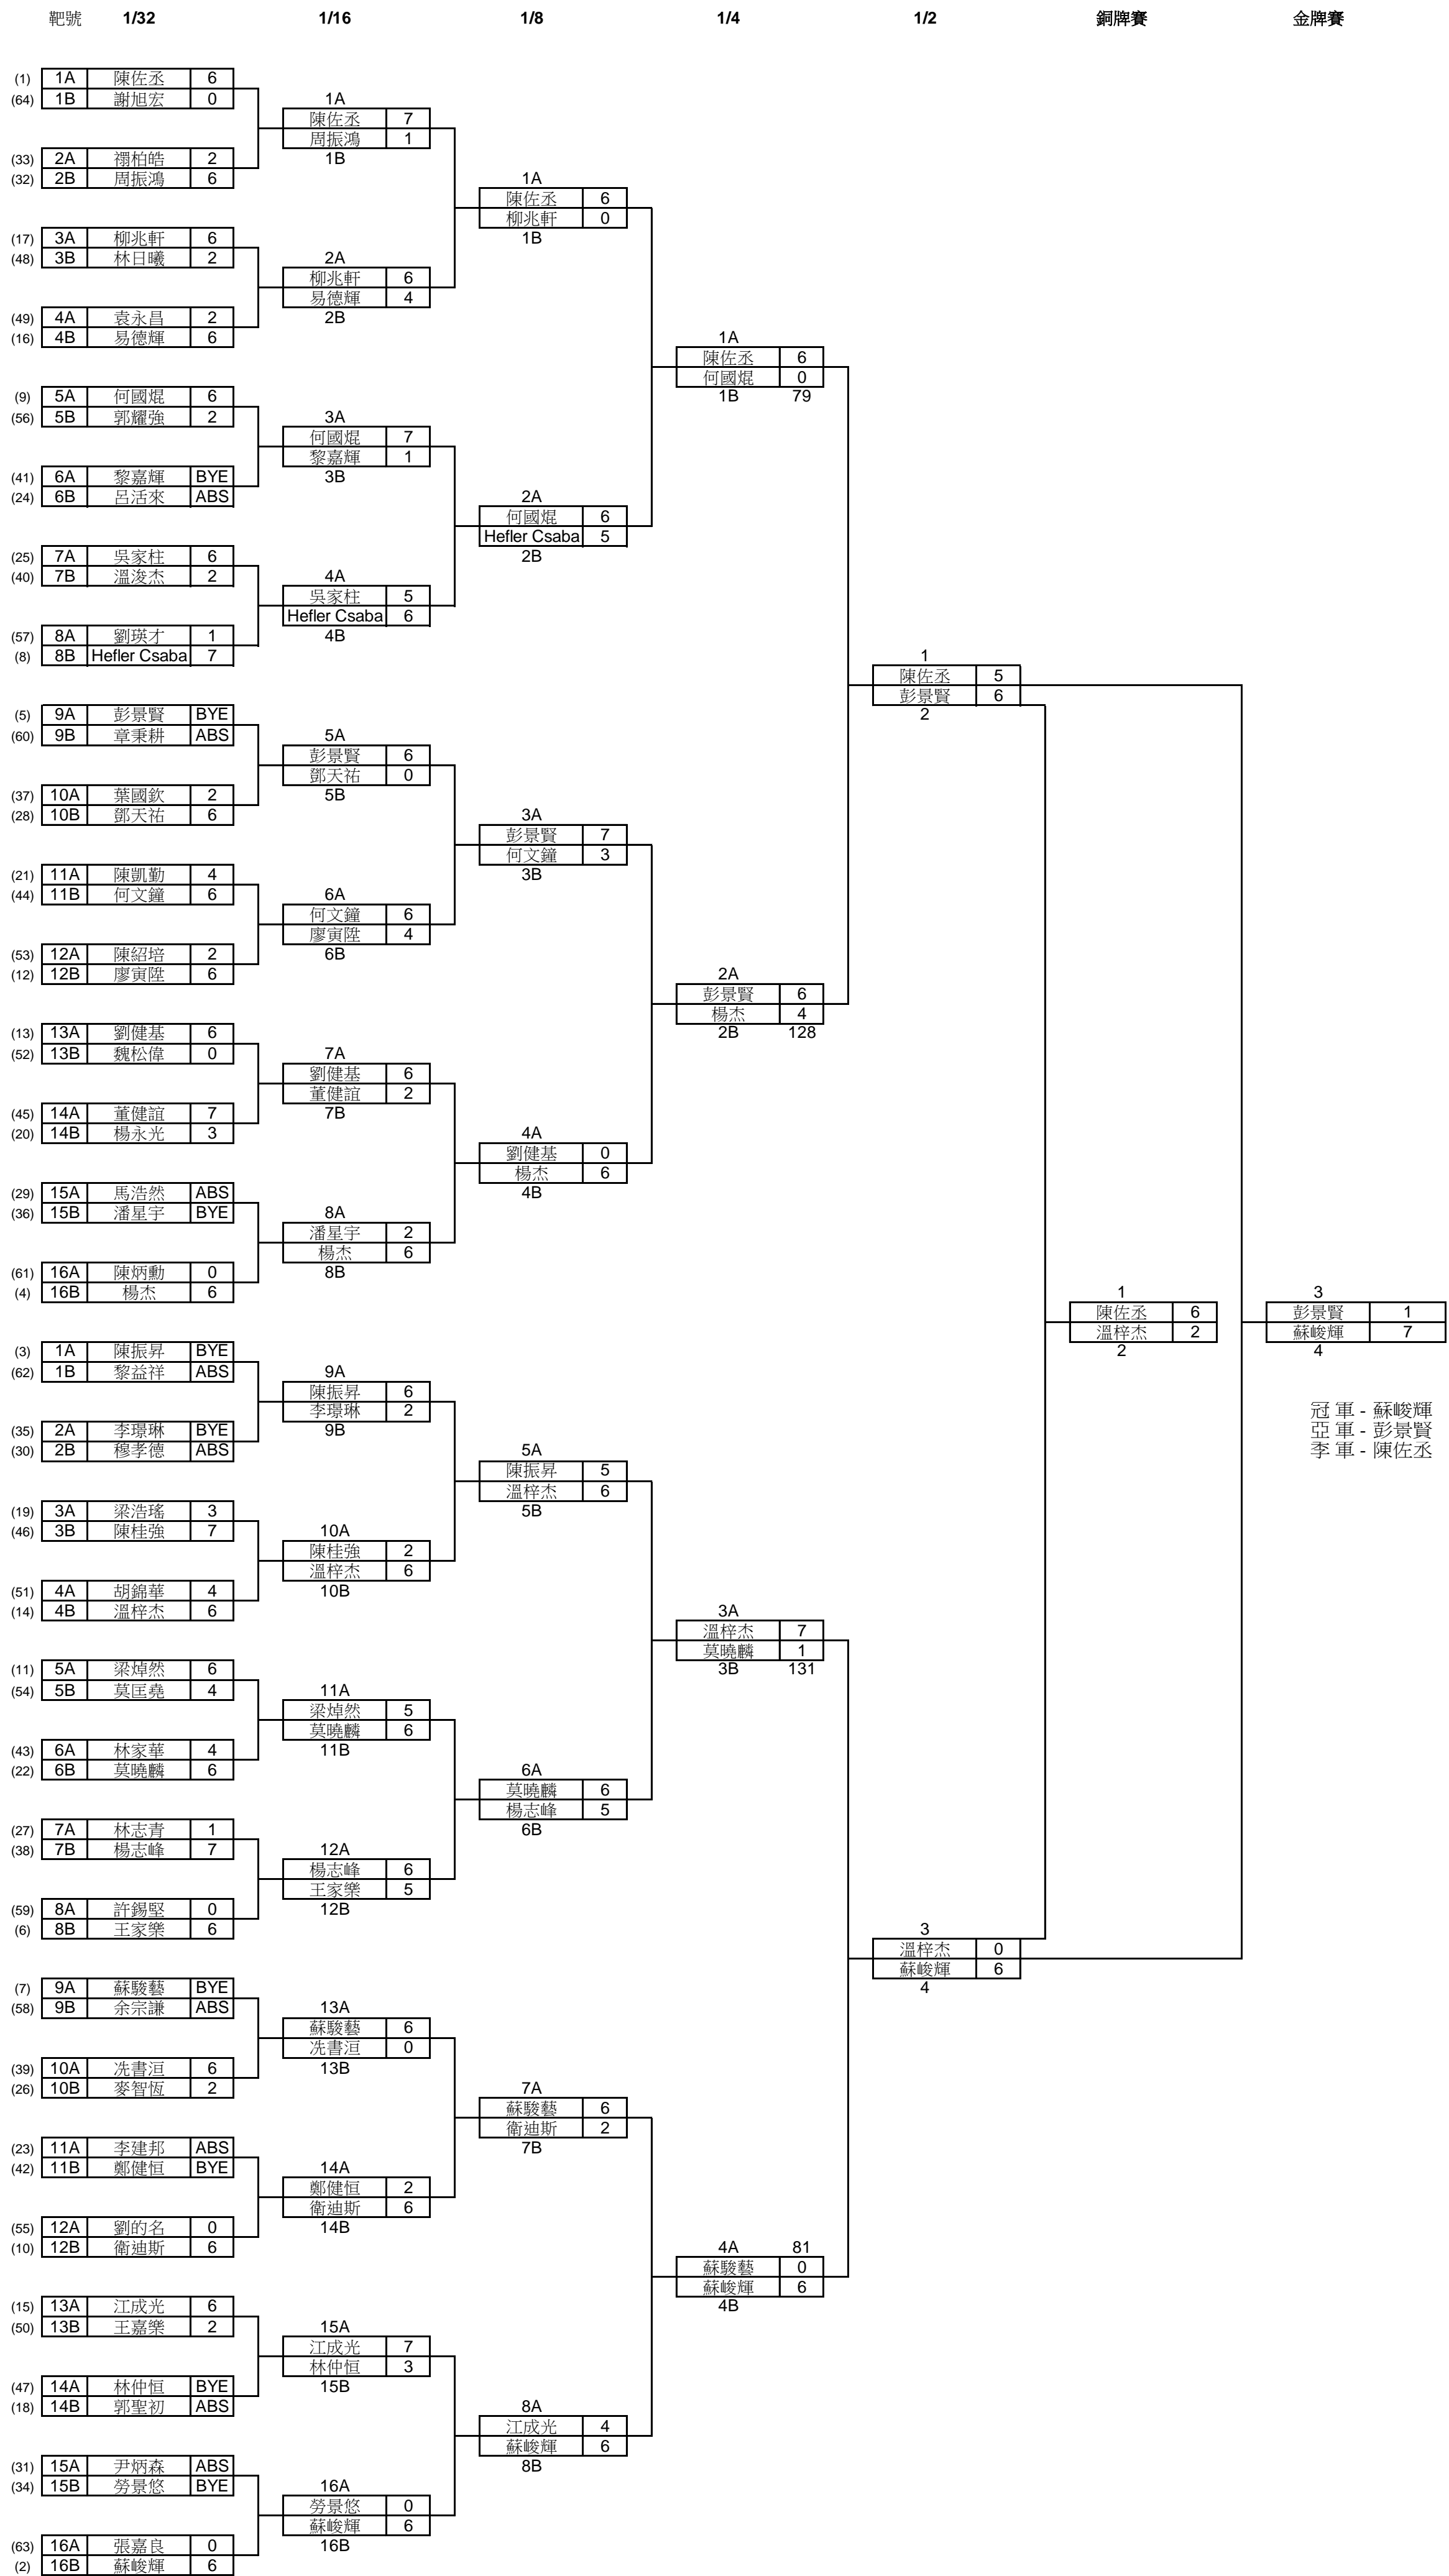 靶號 1/32 1/16 1/8 1/4 1/2 銅牌賽 金牌賽
(1) 1A 陳佐丞 6
(64) 1B 謝旭宏 0
1A
陳佐丞 7
周振鴻 1
1B
(33) 2A 禤柏皓 2
(32) 2B 周振鴻 6
1A
陳佐丞 6
柳兆軒 0
1B
(17) 3A 柳兆軒 6
(48) 3B 林日曦 2
2A
柳兆軒 6
易德輝 4
2B
(49) 4A 袁永昌 2
(16) 4B 易德輝 6
1A
陳佐丞 6
何國焜 0
1B 79
(9) 5A 何國焜 6
(56) 5B 郭耀強 2
3A
何國焜 7
黎嘉輝 1
3B
(41) 6A 黎嘉輝 BYE
(24) 6B 呂活來 ABS
2A
何國焜 6
Hefler Csaba 5
2B
(25) 7A 吳家柱 6
(40) 7B 溫浚杰 2
4A
吳家柱 5
Hefler Csaba 6
4B
(57) 8A 劉瑛才 1
(8) 8B Hefler Csaba 7
1
陳佐丞 5
彭景賢 6
2
(5) 9A 彭景賢 BYE
(60) 9B 章秉耕 ABS
5A
彭景賢 6
鄧天祐 0
5B
(37) 10A 葉國欽 2
(28) 10B 鄧天祐 6
3A
彭景賢 7
何文鐘 3
3B
(21) 11A 陳凱勤 4
(44) 11B 何文鐘 6
6A
何文鐘 6
廖寅陞 4
6B
(53) 12A 陳紹培 2
(12) 12B 廖寅陞 6
2A
彭景賢 6
楊杰 4
2B 128
(13) 13A 劉健基 6
(52) 13B 魏松偉 0
7A
劉健基 6
董健誼 2
7B
(45) 14A 董健誼 7
(20) 14B 楊永光 3
4A
劉健基 0
楊杰 6
4B
(29) 15A 馬浩然 ABS
(36) 15B 潘星宇 BYE
8A
潘星宇 2
楊杰 6
8B
(61) 16A 陳炳勳 0
(4) 16B 楊杰 6
1 3
陳佐丞 6 彭景賢 1
溫梓杰 2 蘇峻輝 7
2 4
(3) 1A 陳振昇 BYE
(62) 1B 黎益祥 ABS
9A
陳振昇 6
李璟琳 2
9B
冠 軍 - 蘇峻輝
亞 軍 - 彭景賢
季 軍 - 陳佐丞
(35) 2A 李璟琳 BYE
(30) 2B 穆孝德 ABS
5A
陳振昇 5
溫梓杰 6
5B
(19) 3A 梁浩瑤 3
(46) 3B 陳桂強 7
10A
陳桂強 2
溫梓杰 6
10B
(51) 4A 胡錦華 4
(14) 4B 溫梓杰 6
3A
溫梓杰 7
莫曉麟 1
3B 131
(11) 5A 梁焯然 6
(54) 5B 莫匡堯 4
11A
梁焯然 5
莫曉麟 6
11B
(43) 6A 林家華 4
(22) 6B 莫曉麟 6
6A
莫曉麟 6
楊志峰 5
6B
(27) 7A 林志青 1
(38) 7B 楊志峰 7
12A
楊志峰 6
王家樂 5
12B
(59) 8A 許錫堅 0
(6) 8B 王家樂 6
3
溫梓杰 0
蘇峻輝 6
4
(7) 9A 蘇駿藝 BYE
(58) 9B 余宗謙 ABS
13A
蘇駿藝 6
冼書洹 0
13B
(39) 10A 冼書洹 6
(26) 10B 麥智恆 2
7A
蘇駿藝 6
衛迪斯 2
7B
(23) 11A 李建邦 ABS
(42) 11B 鄭健恒 BYE
14A
鄭健恒 2
衛迪斯 6
14B
(55) 12A 劉的名 0
(10) 12B 衛迪斯 6
4A 81
蘇駿藝 0
蘇峻輝 6
4B
(15) 13A 江成光 6
(50) 13B 王嘉樂 2
15A
江成光 7
林仲恒 3
15B
(47) 14A 林仲恒 BYE
(18) 14B 郭聖初 ABS
8A
江成光 4
蘇峻輝 6
8B
(31) 15A 尹炳森 ABS
(34) 15B 勞景悠 BYE
16A
勞景悠 0
蘇峻輝 6
16B
(63) 16A 張嘉良 0
(2) 16B 蘇峻輝 6